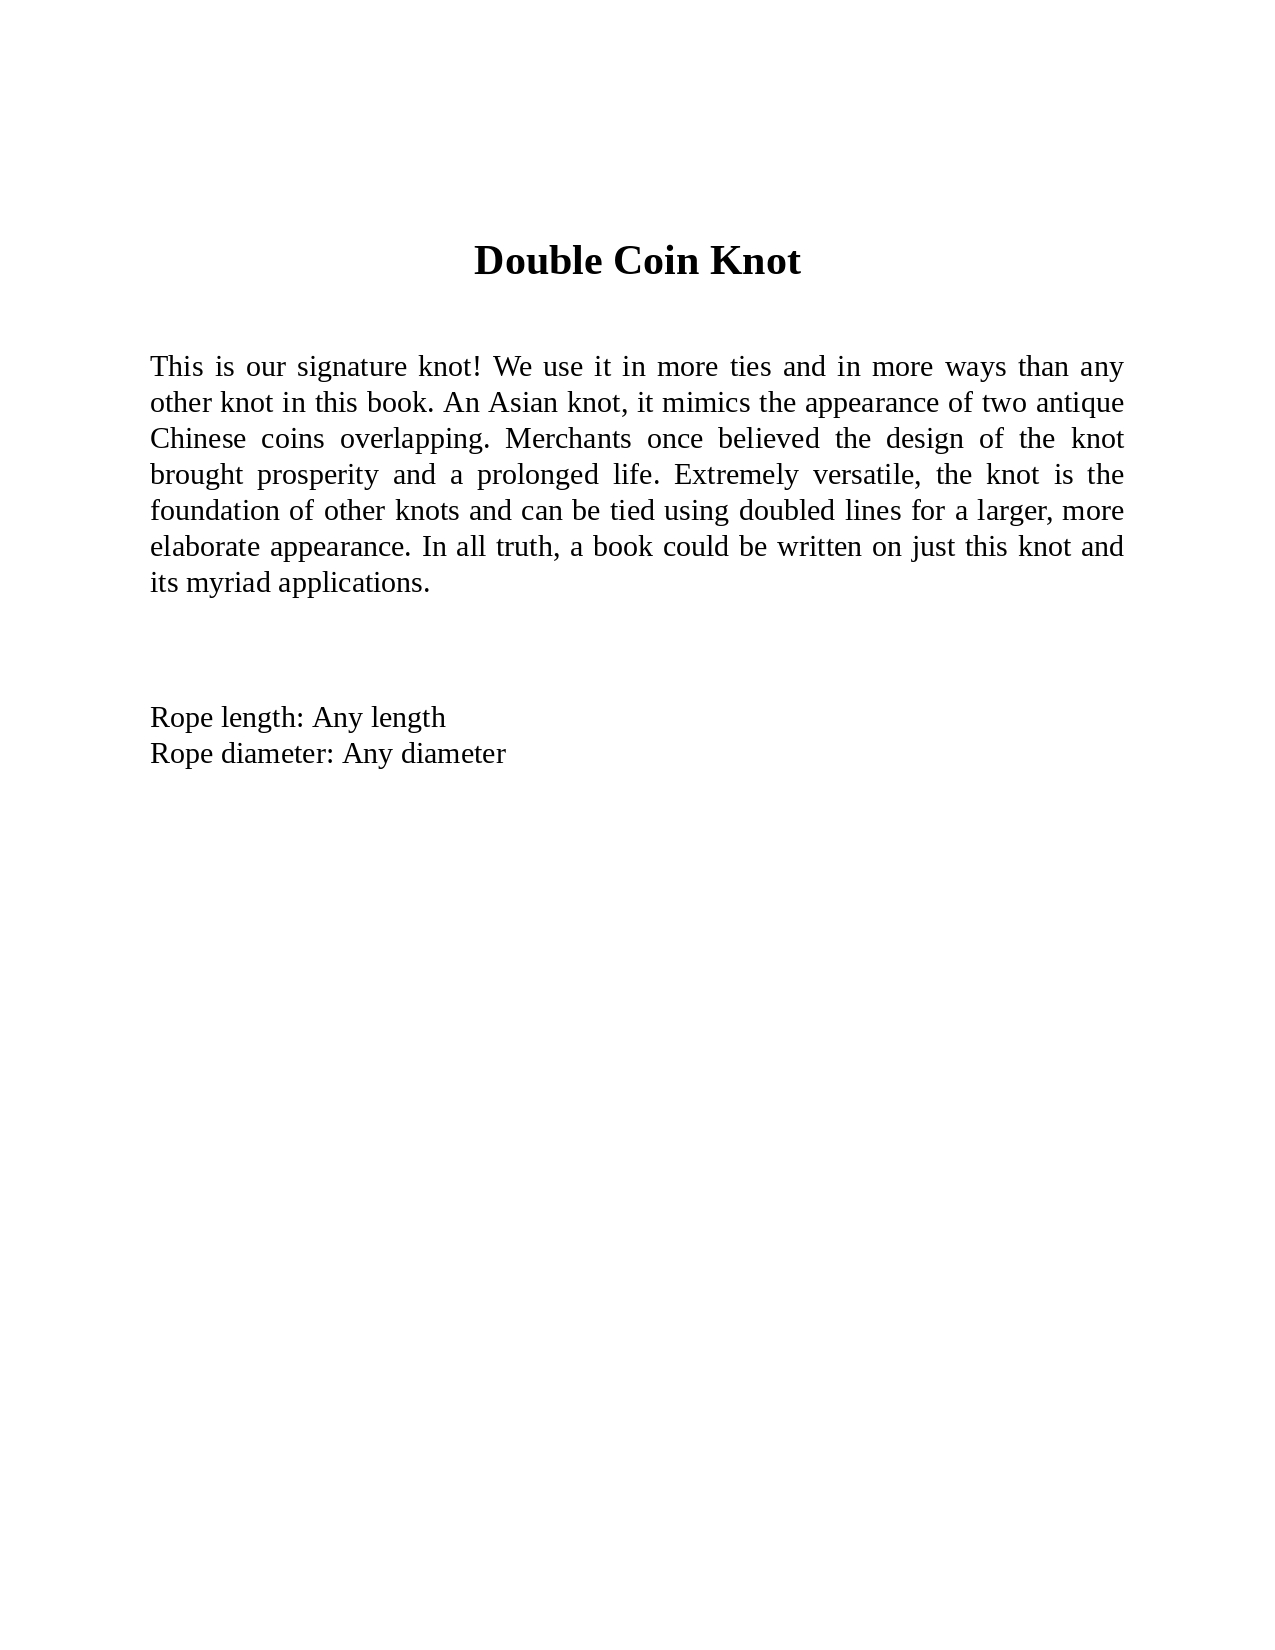 Double Coin Knot
This is our signature knot! We use it in more ties and in more ways than any
other knot in this book. An Asian knot, it mimics the appearance of two antique
Chinese coins overlapping. Merchants once believed the design of the knot
brought prosperity and a prolonged life. Extremely versatile, the knot is the
foundation of other knots and can be tied using doubled lines for a larger, more
elaborate appearance. In all truth, a book could be written on just this knot and
its myriad applications.
Rope length: Any length
Rope diameter: Any diameter